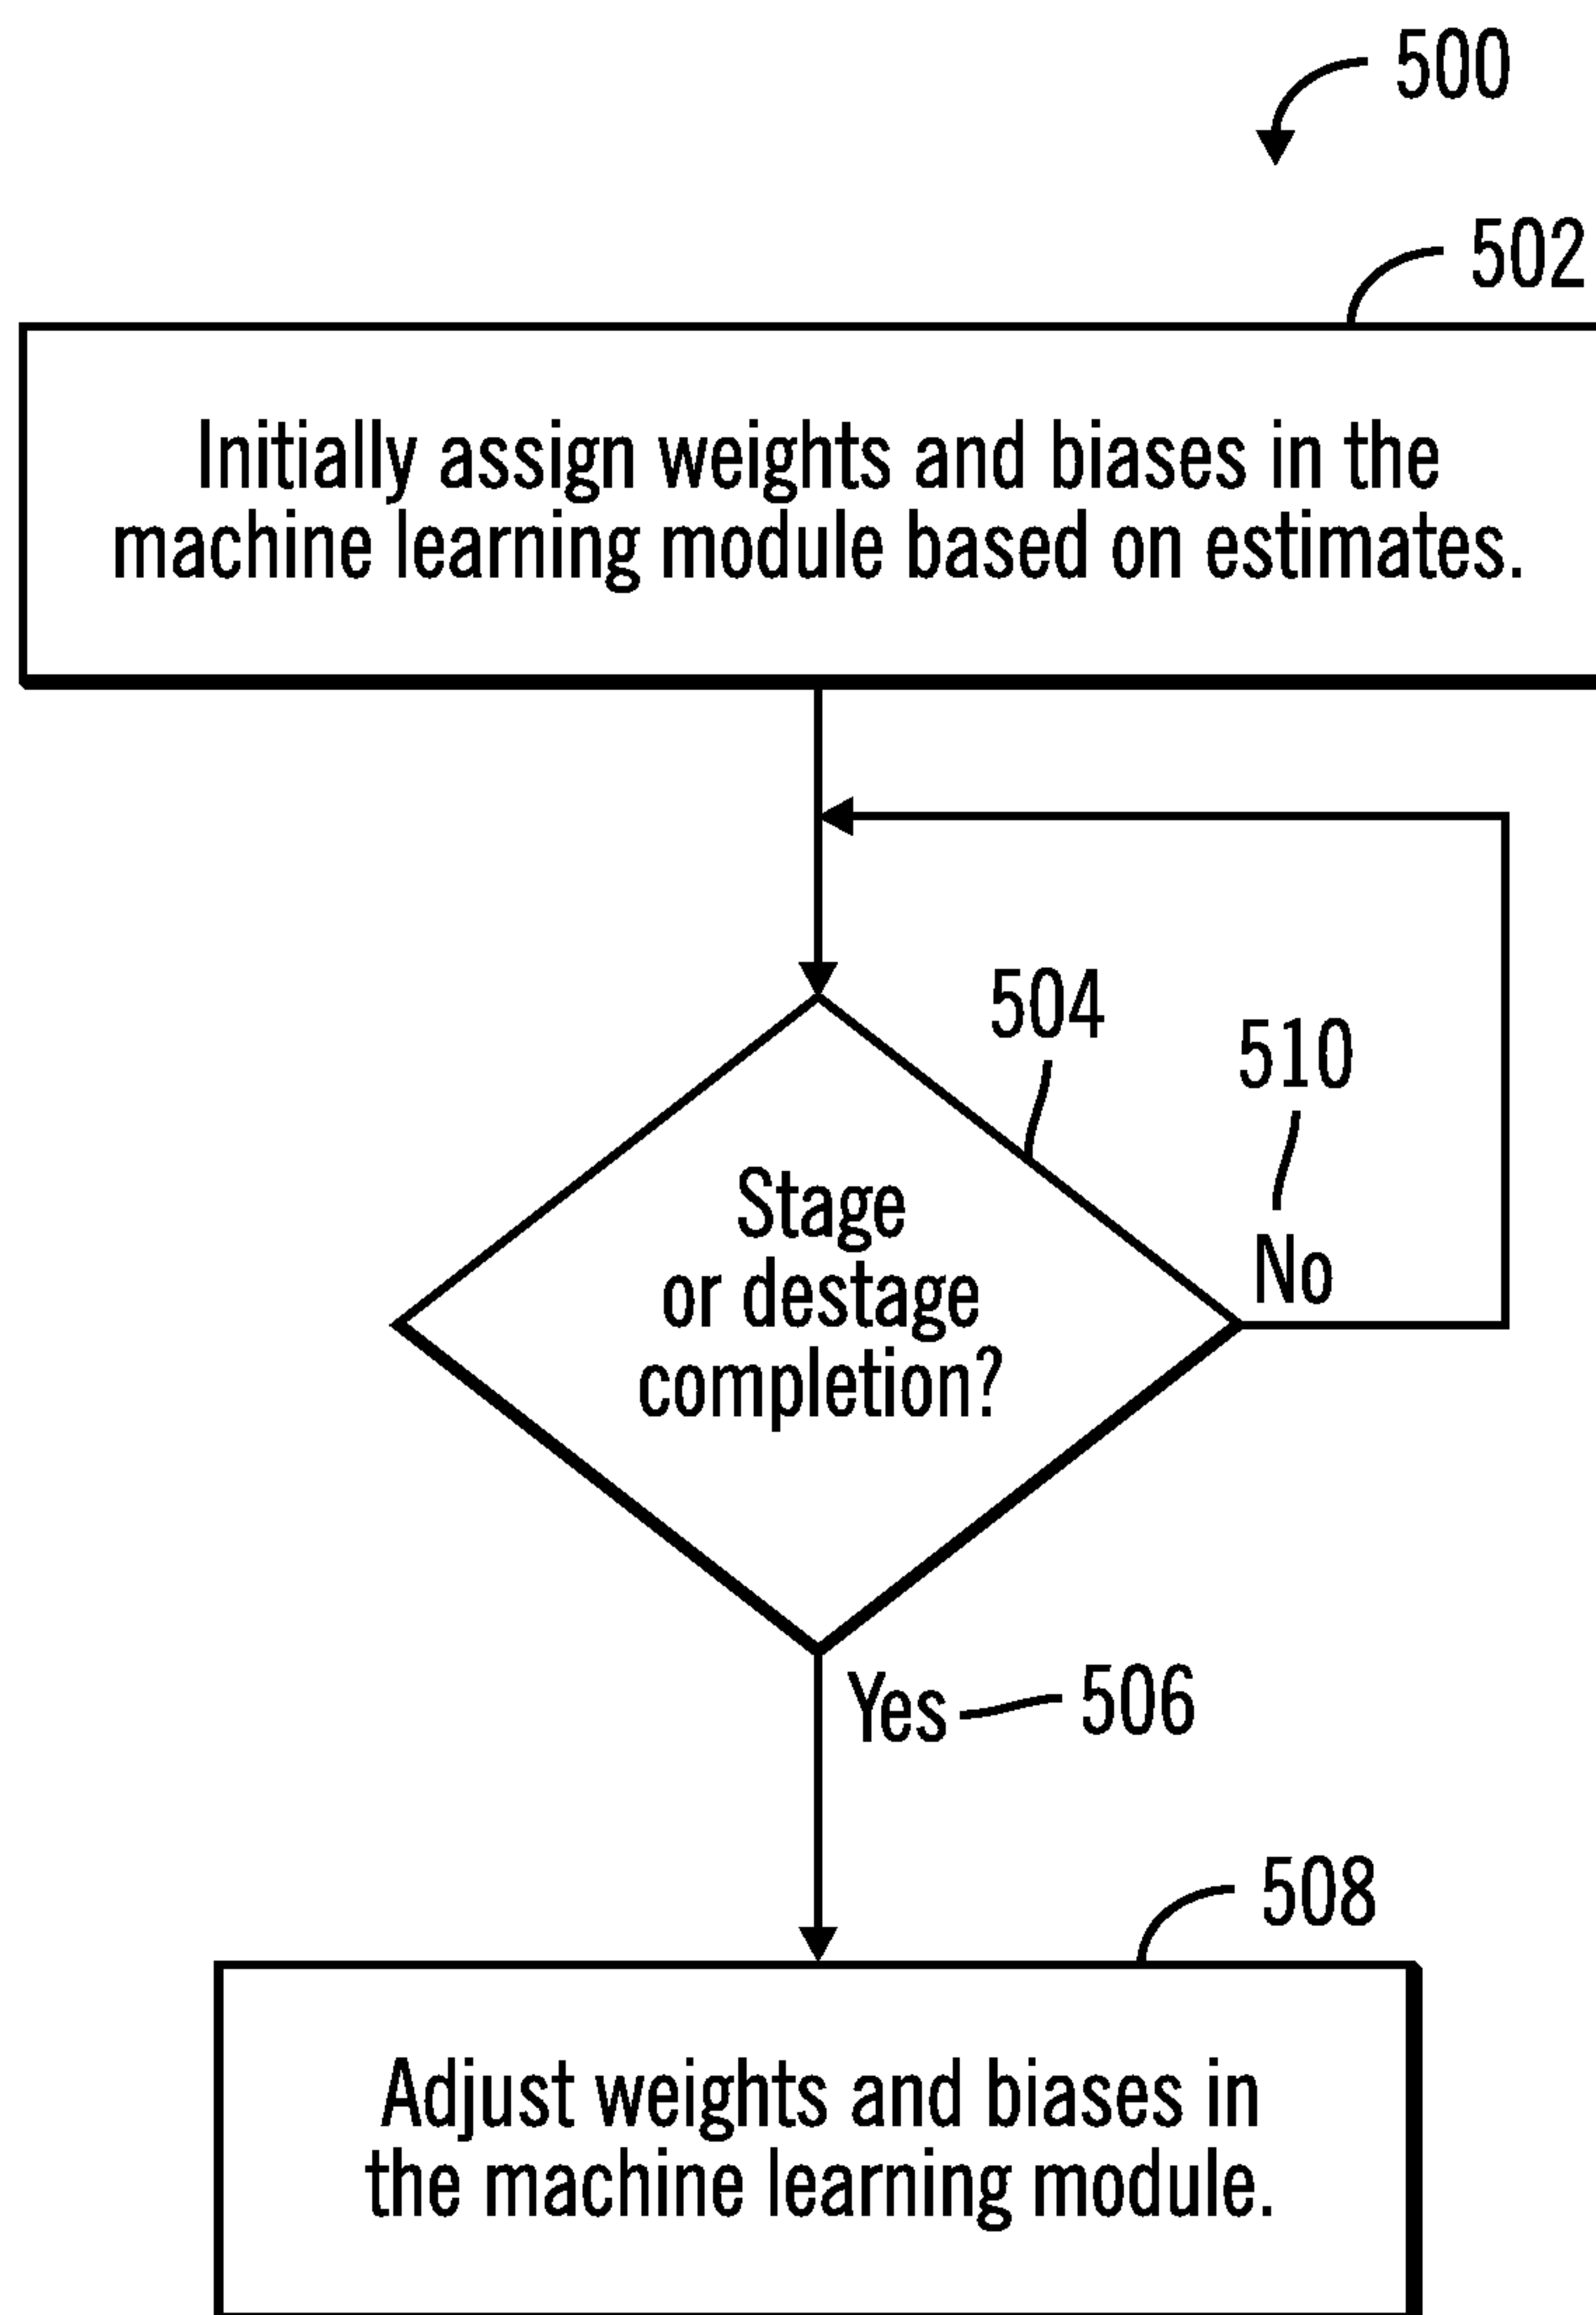 500
502
Initially assign weights and biases in the
machine learning module based on estimates.
504
510
Stage
or destage
completion?
No
Yes
506
508
Adjust weights and biases in
the machine learning module.